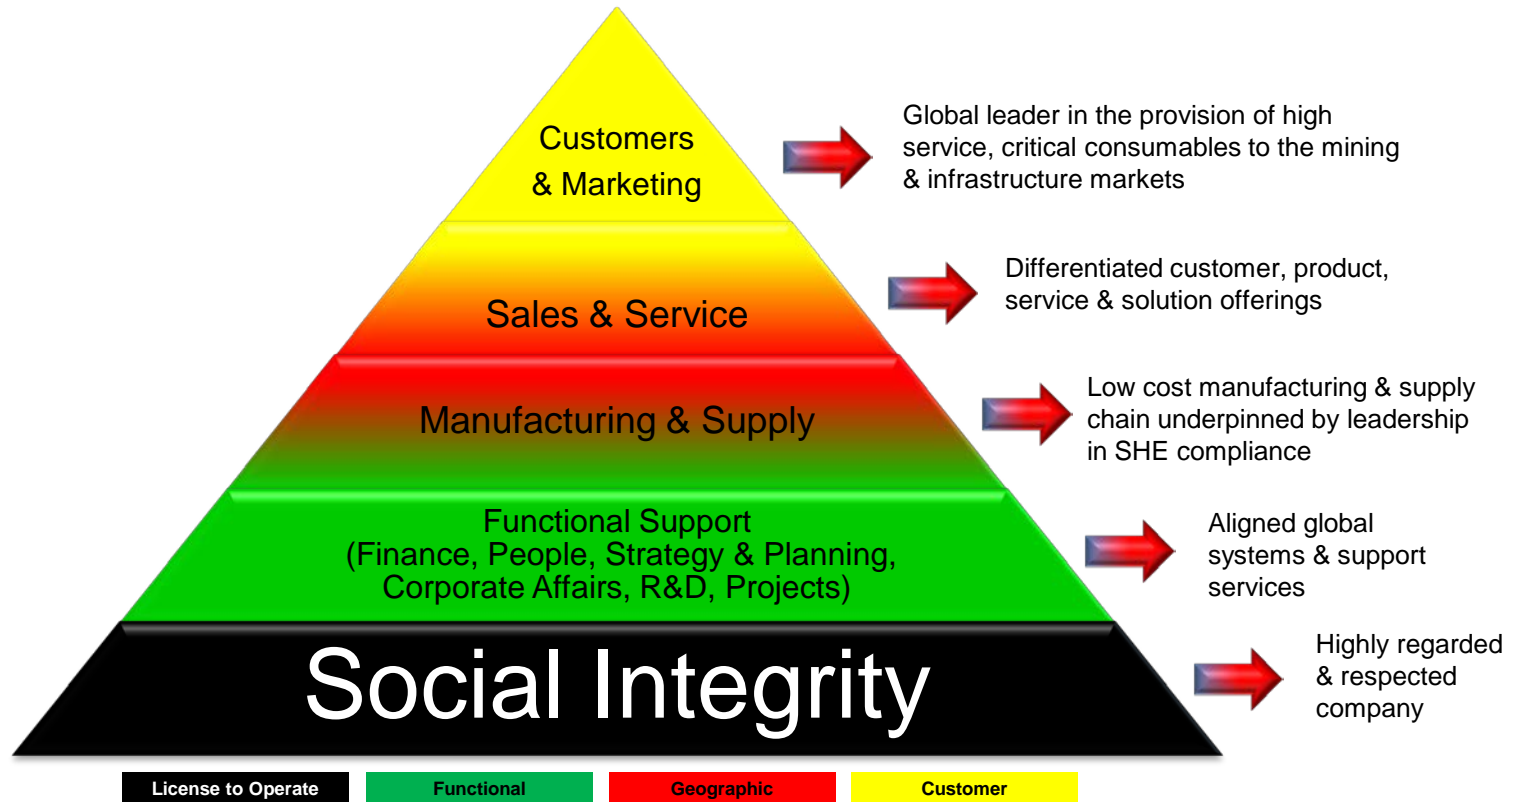 Customers
& Marketing
Global leader in the provision of high
service, critical consumables to the mining
& infrastructure markets
Sales & Service
Differentiated customer, product,
service & solution offerings
Manufacturing & Supply
Low cost manufacturing & supply
chain underpinned by leadership
in SHE compliance
Functional Support
(Finance, People, Strategy & Planning,
Corporate Affairs, R&D, Projects)
Aligned global
systems & support
services
Social Integrity
Highly regarded
& respected
company
License to Operate
Functional
Geographic
Customer